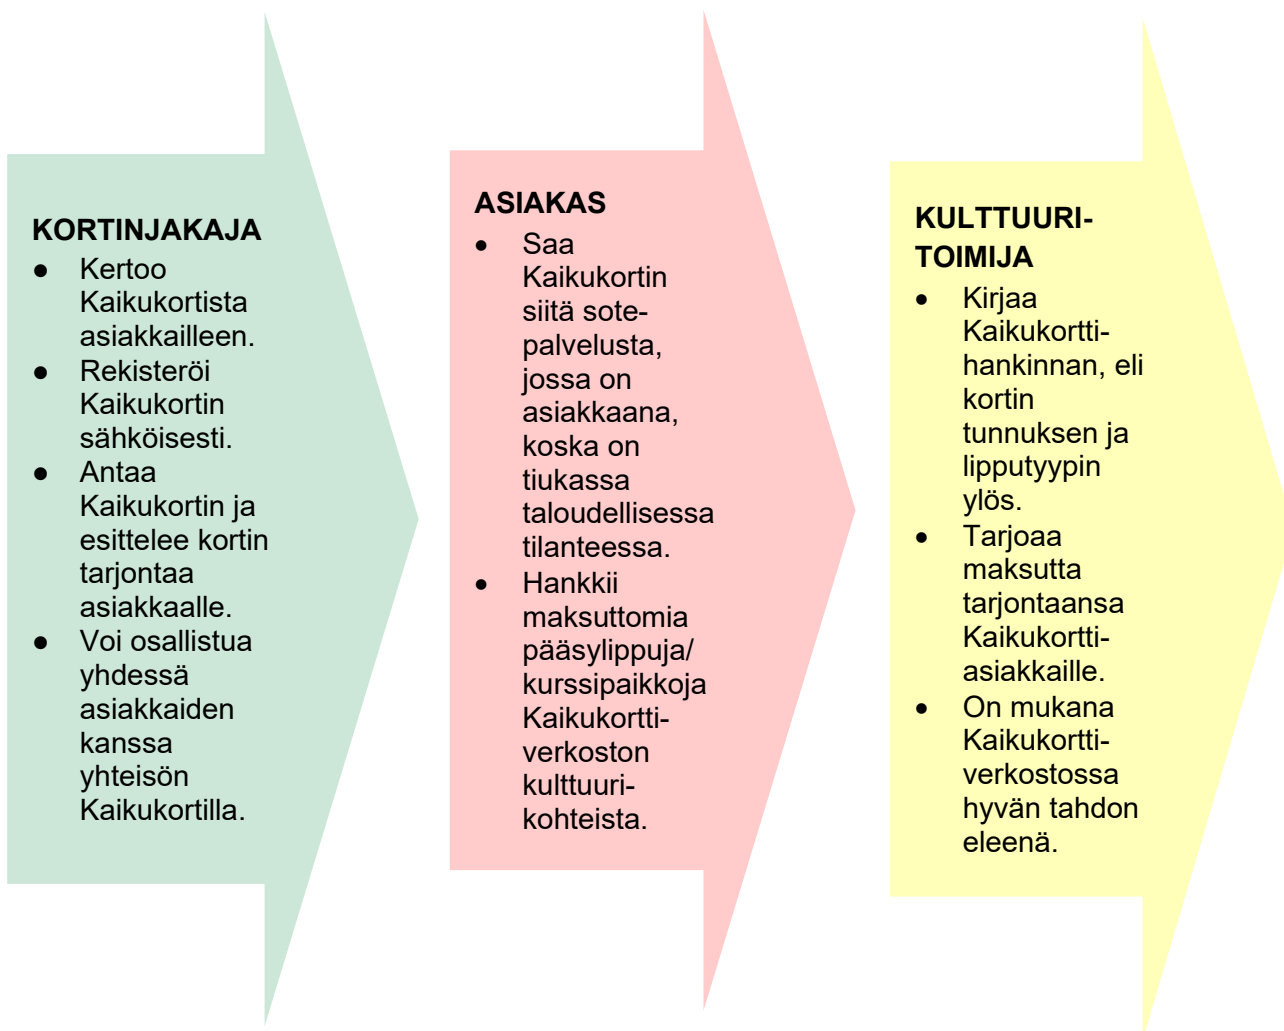 KORTINJAKAJA
● Kertoo
Kaikukortista
asiakkailleen.
● Rekisteröi
Kaikukortin
sähköisesti.
● Antaa
Kaikukortin ja
esittelee kortin
tarjontaa
asiakkaalle.
● Voi osallistua
yhdessä
asiakkaiden
kanssa
yhteisön
Kaikukortilla.
ASIAKAS
• Saa
Kaikukortin
siitä sote-
palvelusta,
jossa on
asiakkaana,
koska on
tiukassa
taloudellisessa
tilanteessa.
• Hankkii
maksuttomia
pääsylippuja/
kurssipaikkoja
Kaikukortti-
verkoston
kulttuuri-
kohteista.
KULTTUURI-
TOIMIJA
• Kirjaa
Kaikukortti-
hankinnan, eli
kortin
tunnuksen ja
lipputyypin
ylös.
• Tarjoaa
maksutta
tarjontaansa
Kaikukortti-
asiakkaille.
• On mukana
Kaikukortti-
verkostossa
hyvän tahdon
eleenä.